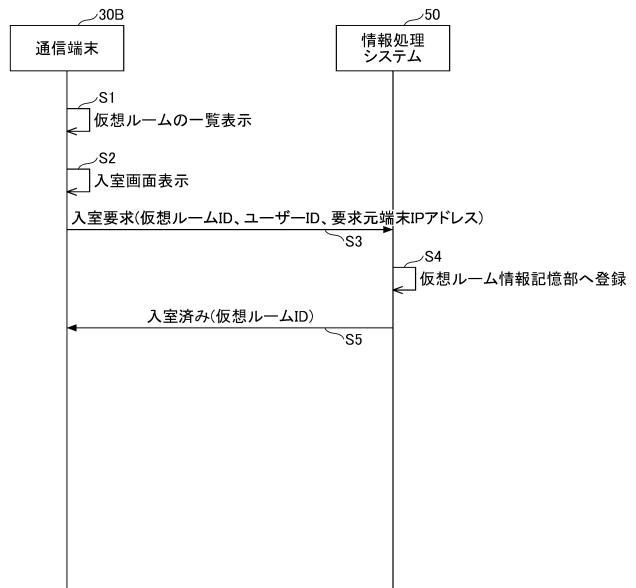 30B
50
通信端末
情報処理
システム
S1
仮想ルームの一覧表示
S2
入室画面表示
入室要求(仮想ルームID、ユーザーID、要求元端末IPアドレス)
S3
S4
仮想ルーム情報記憶部へ登録
入室済み(仮想ルームID)
S5